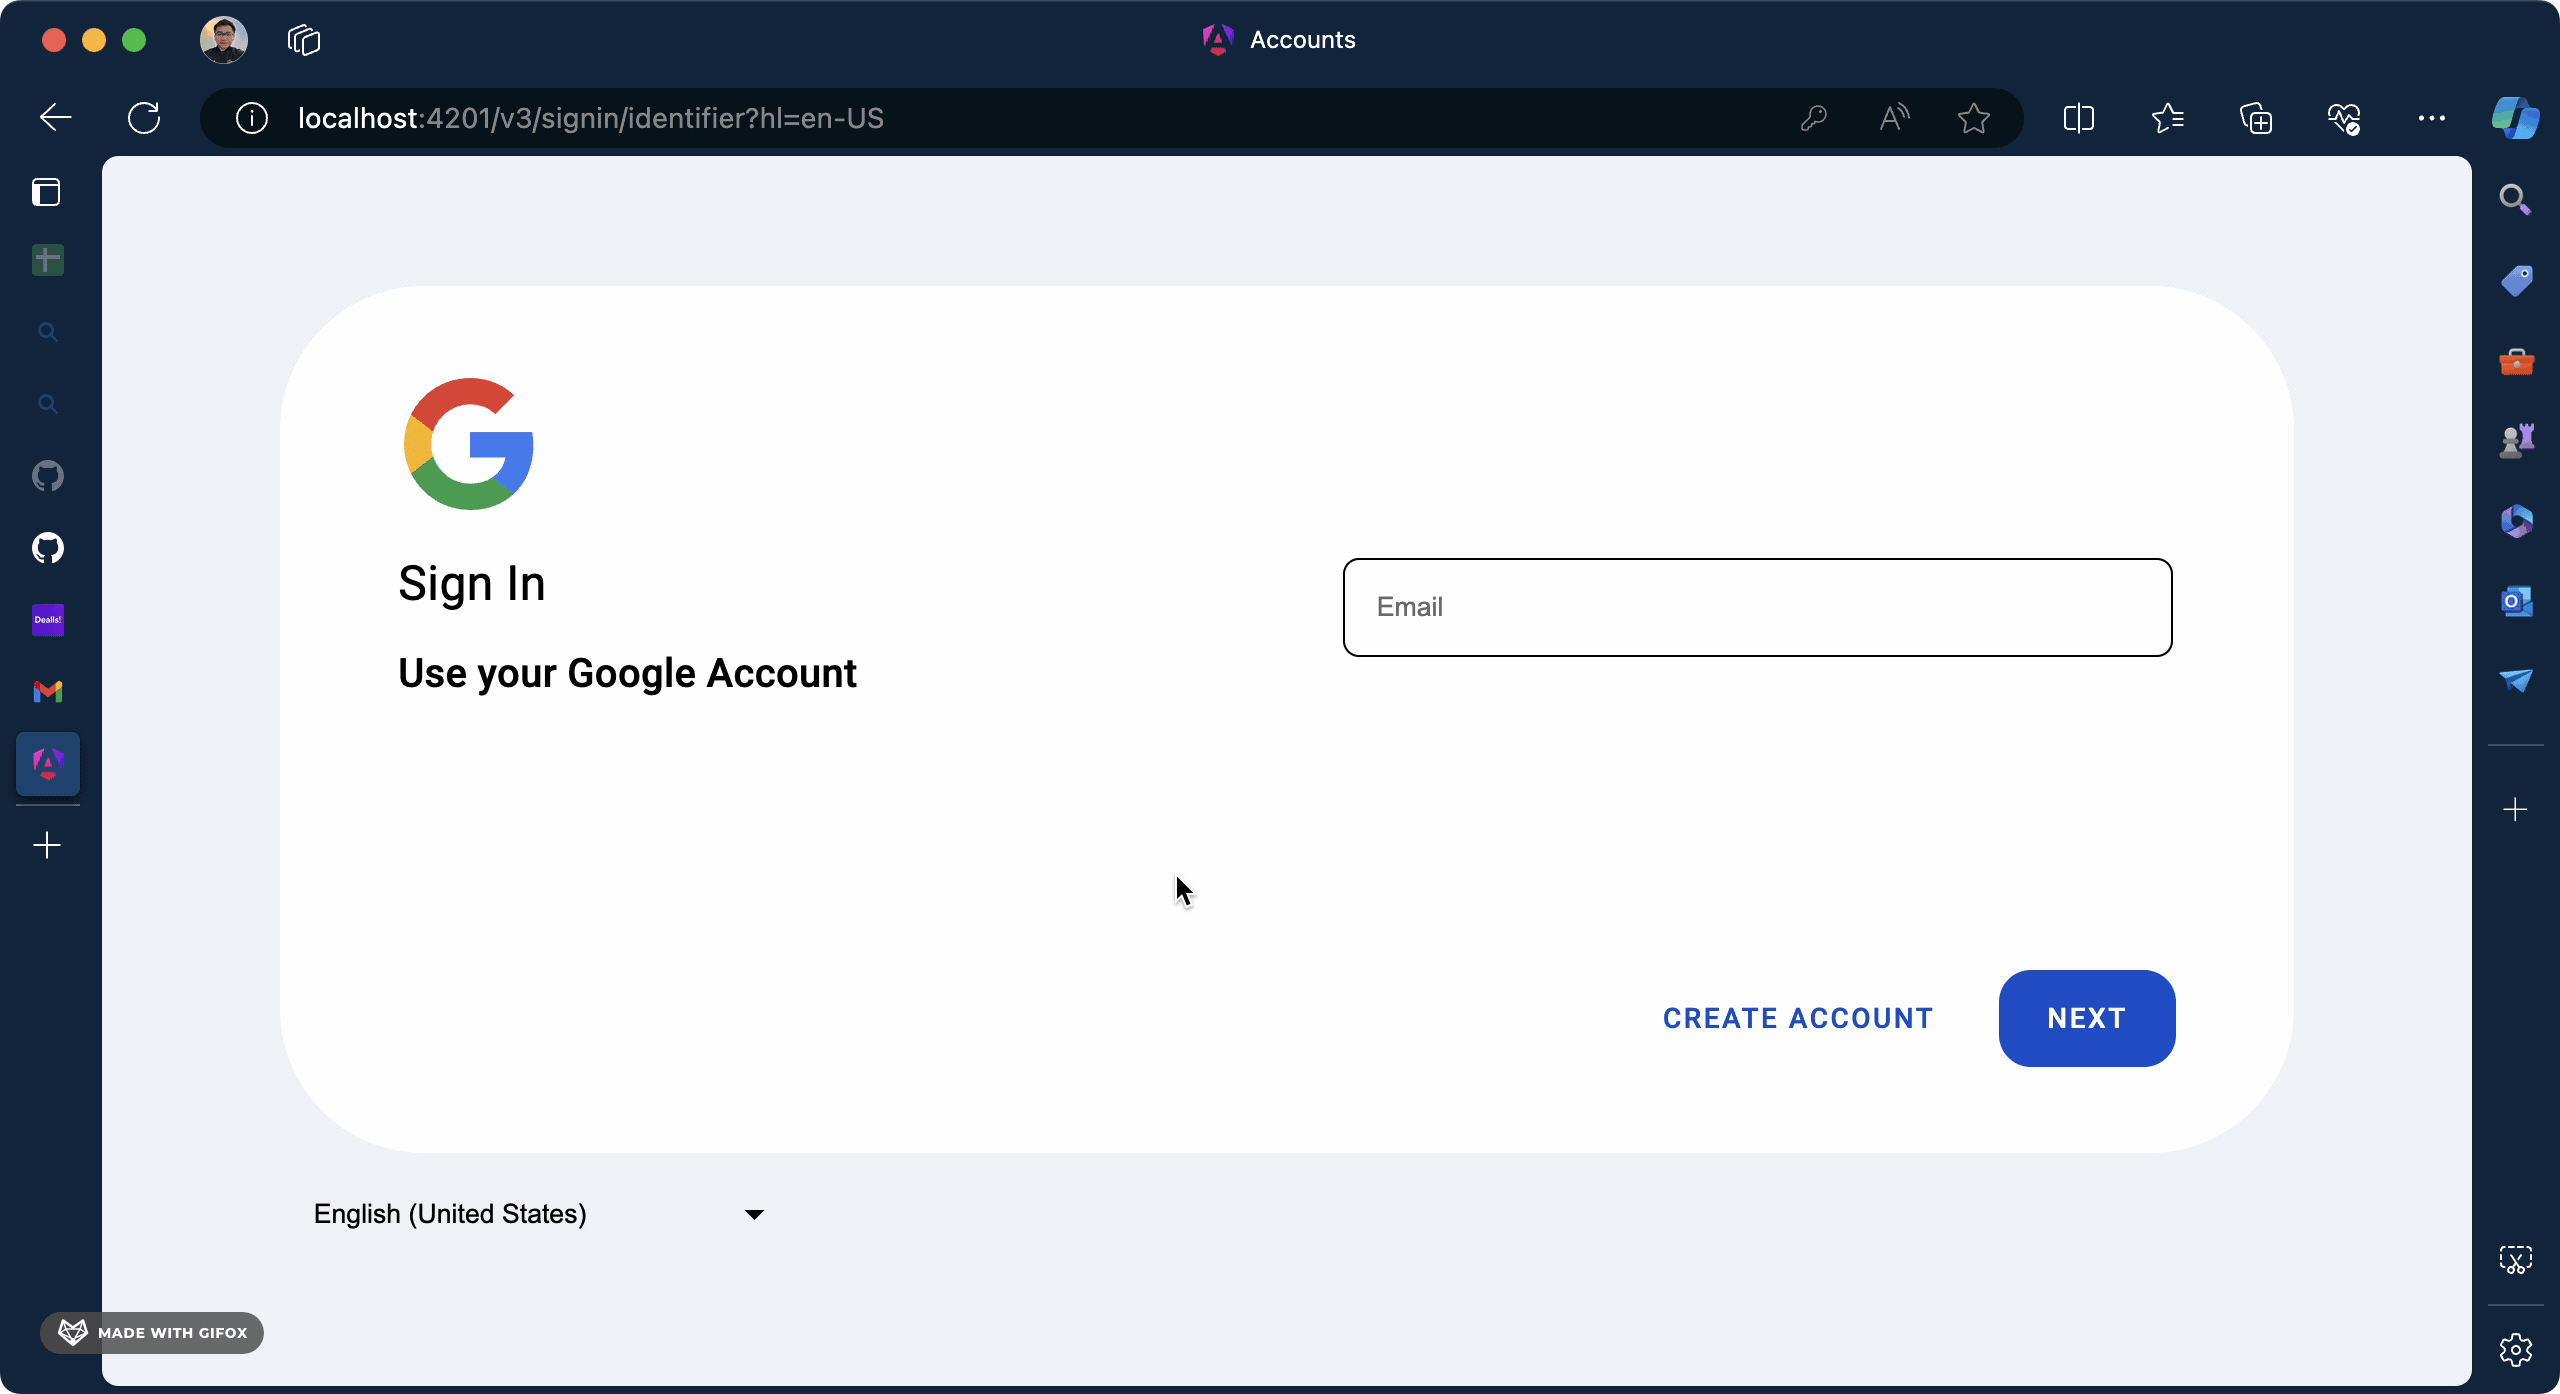 Accounts
localhost:4201/v3/signin/identifier?hl=en-US
Dealls!
Sign In
Email
Use your Google Account
CREATE ACCOUNT
NEXT
English (United States)
MADE WITH GIFOX